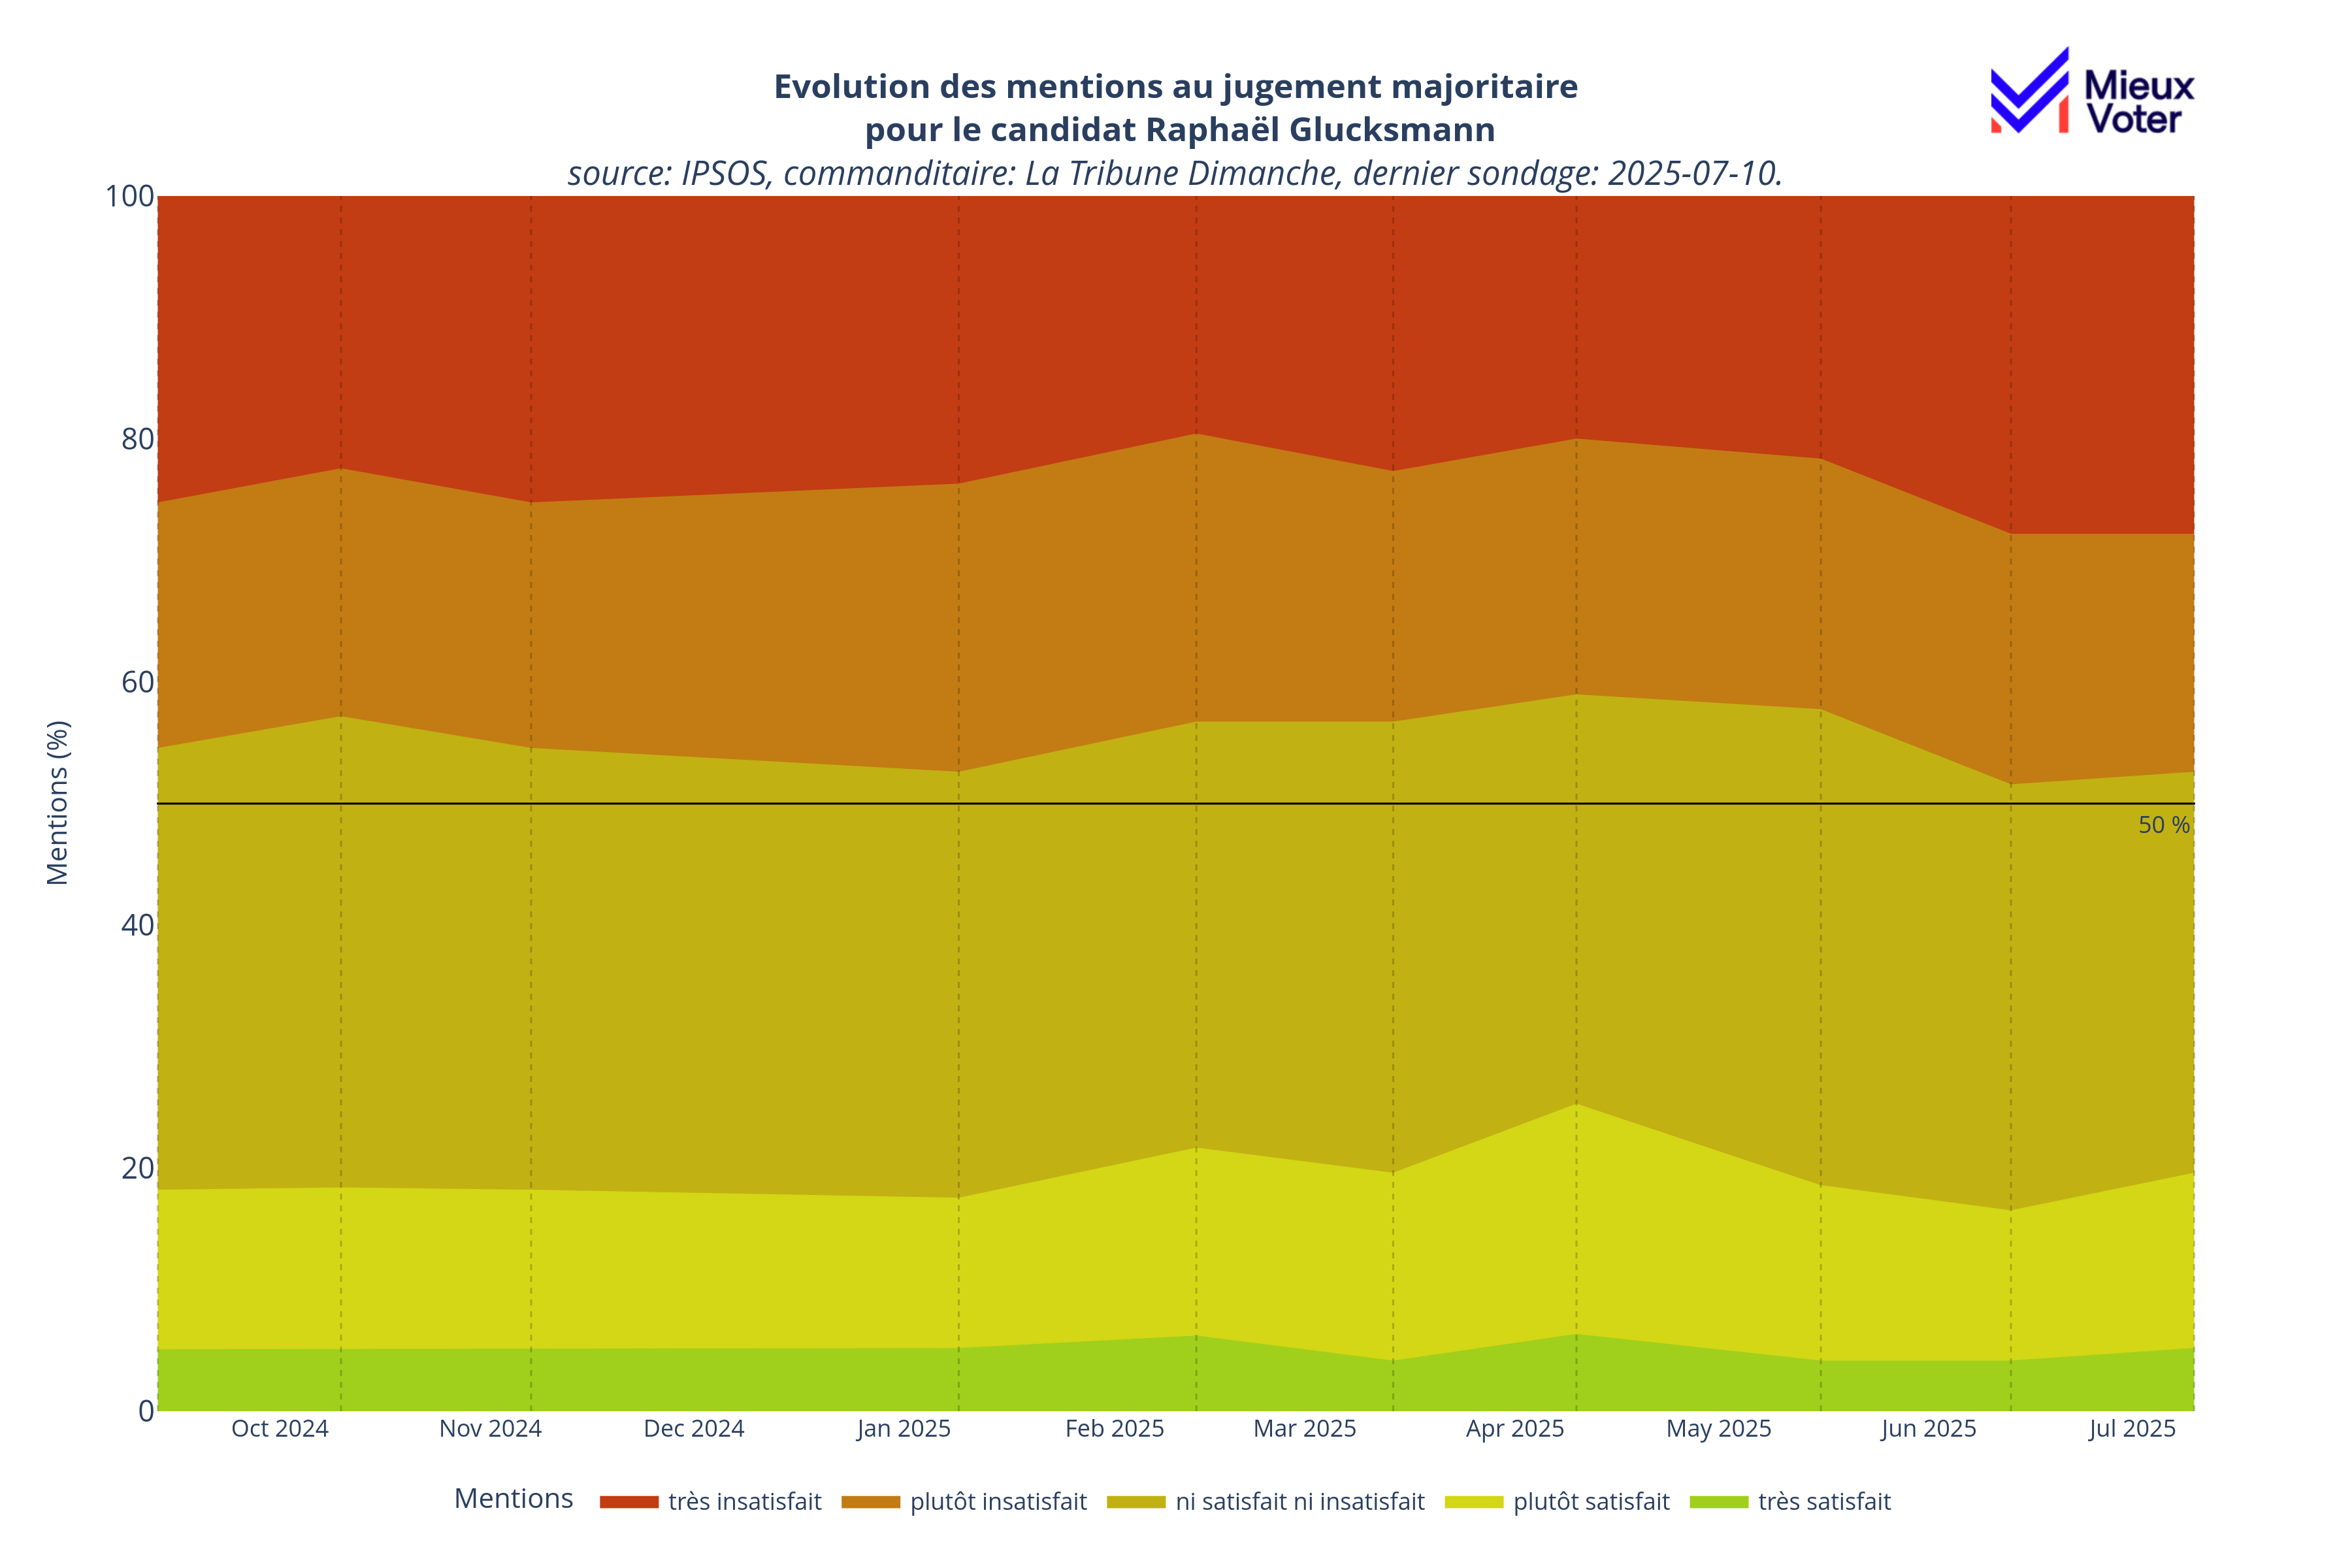 Evolution des mentions au jugement majoritaire
pour le candidat Raphaël Glucksmann
source: IPSOS, commanditaire: La Tribune Dimanche, dernier sondage: 2025-07-10.
Mieux
Voter
100
80
60
40
20
0
Mentions (%)
50 %
Oct 2024
Nov 2024
Dec 2024
Jan 2025
Feb 2025
Mar 2025
Apr 2025
May 2025
Jun 2025
Jul 2025
Mentions
très insatisfait
plutôt insatisfait
ni satisfait ni insatisfait
plutôt satisfait
très satisfait